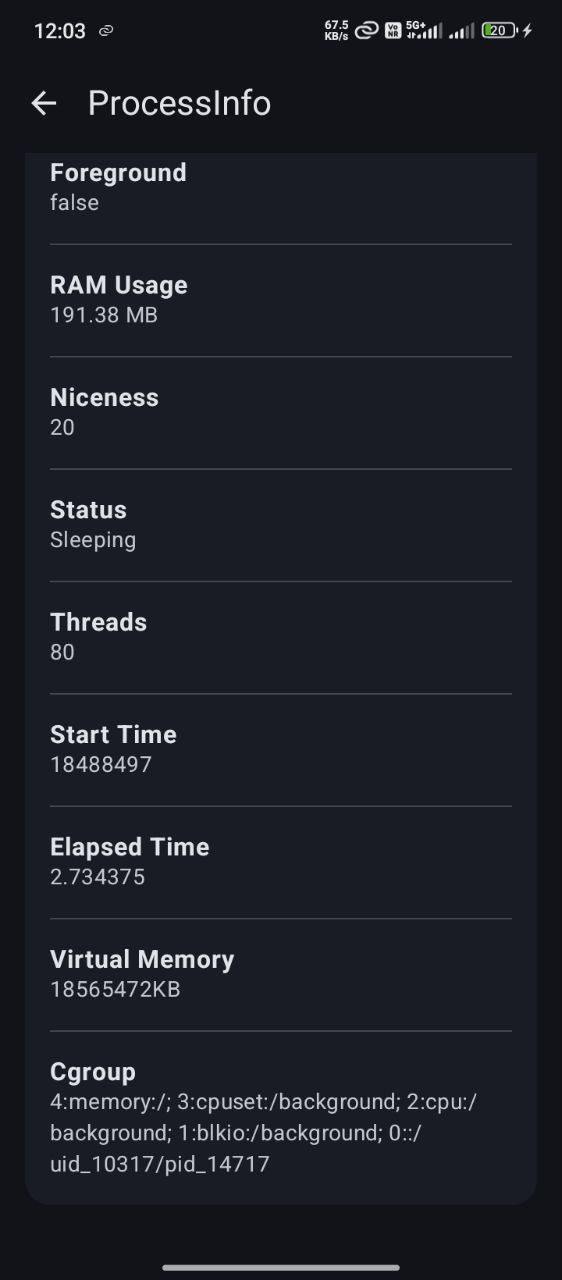 12:03
67.5
KB/s
Vo
NR
5G+
20
ProcessInfo
Foreground
false
RAM Usage
191.38 MB
Niceness
20
Status
Sleeping
Threads
80
Start Time
18488497
Elapsed Time
2.734375
Virtual Memory
18565472KB
Cgroup
4:memory:/; 3:cpuset:/background; 2:cpu:/
background; 1:blkio:/background; 0::/
uid_10317/pid_14717